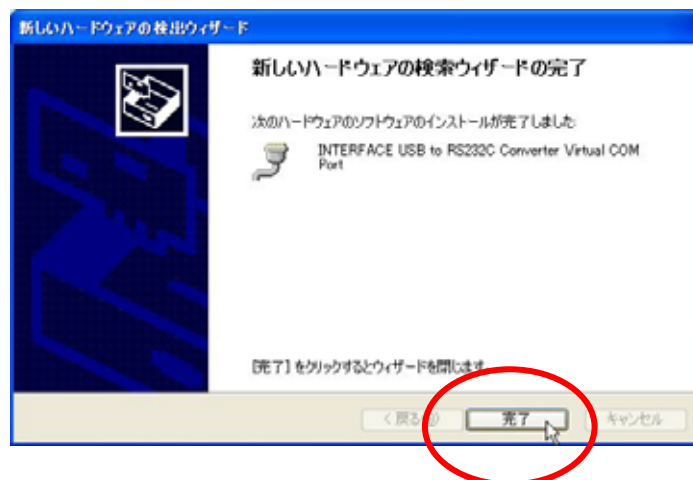 新しいハードウェアの検出ウィザード
新しいハードウェアの検索ウィザードの完了
次のハードウェアのソフトウェアのインストールが完了しました:
INTERFACE USB to RS232C Converter Virtual COM
Port
[完了] をクリックするとウィザードを閉じます。
< 戻る(B)
完了
キャンセル